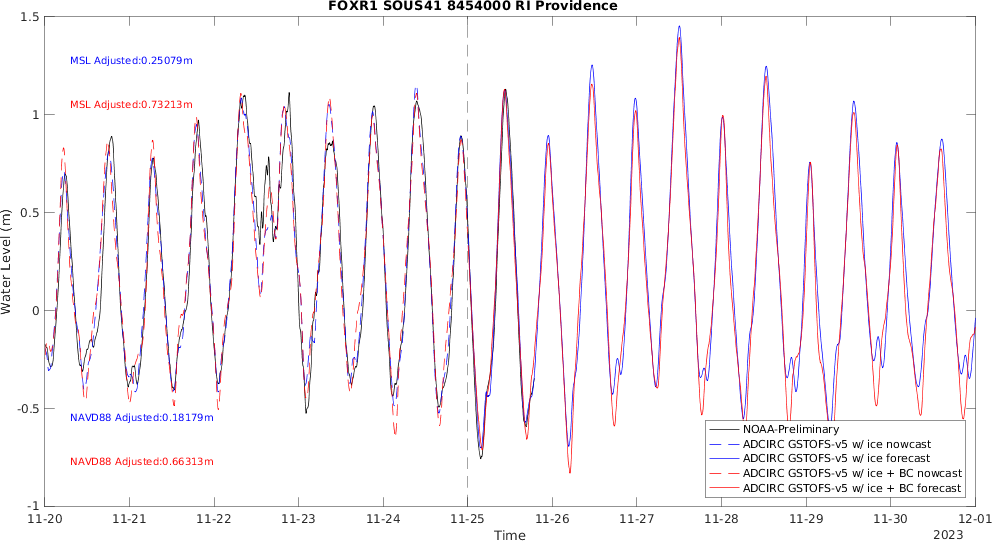 FOXR1 SOUS41 8454000 RI Providence
1.5
1
0.5
0
-0.5
-1
Water Level (m)
MSL Adjusted:0.25079m
MSL Adjusted:0.73213m
NAVD88 Adjusted:0.18179m
NAVD88 Adjusted:0.66313m
NOAA-Preliminary
ADCIRC GSTOFS-v5 w/ ice nowcast
ADCIRC GSTOFS-v5 w/ ice forecast
ADCIRC GSTOFS-v5 w/ ice + BC nowcast
ADCIRC GSTOFS-v5 w/ ice + BC forecast
11-20 11-21 11-22 11-23 11-24 11-25 11-26 11-27 11-28 11-29 11-30 12-01
Time
2023